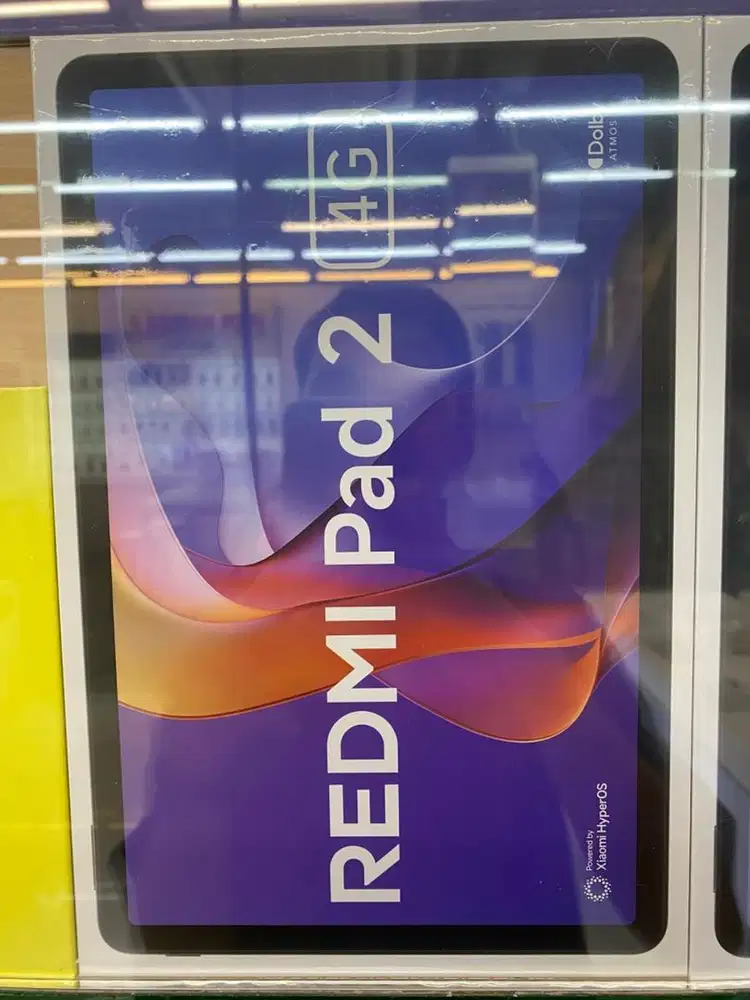 REDMI Pad 2 4G
Dolby
ATMOS
Powered by
Xiaomi HyperOS